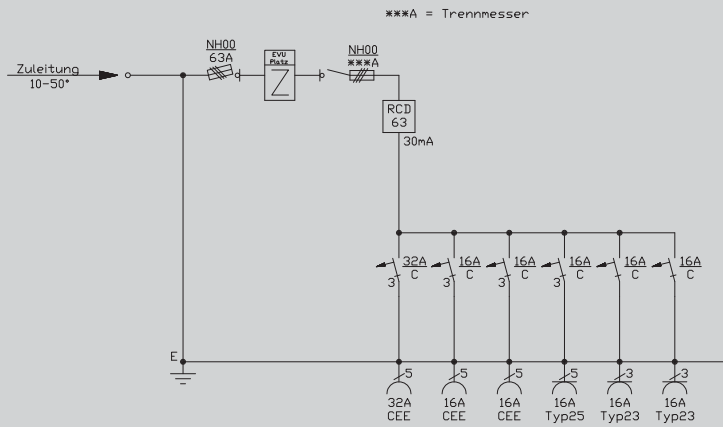 ***A = Trennmesser
Zuleitung
10-50°
NH00
63A
EVU
Platz
Z
NH00
***A
RCD
63
30mA
32A
C
3
16A
C
3
16A
C
3
16A
C
3
16A
C
16A
C
E
5
5
5
5
3
3
32A
CEE
16A
CEE
16A
CEE
16A
Typ25
16A
Typ23
16A
Typ23